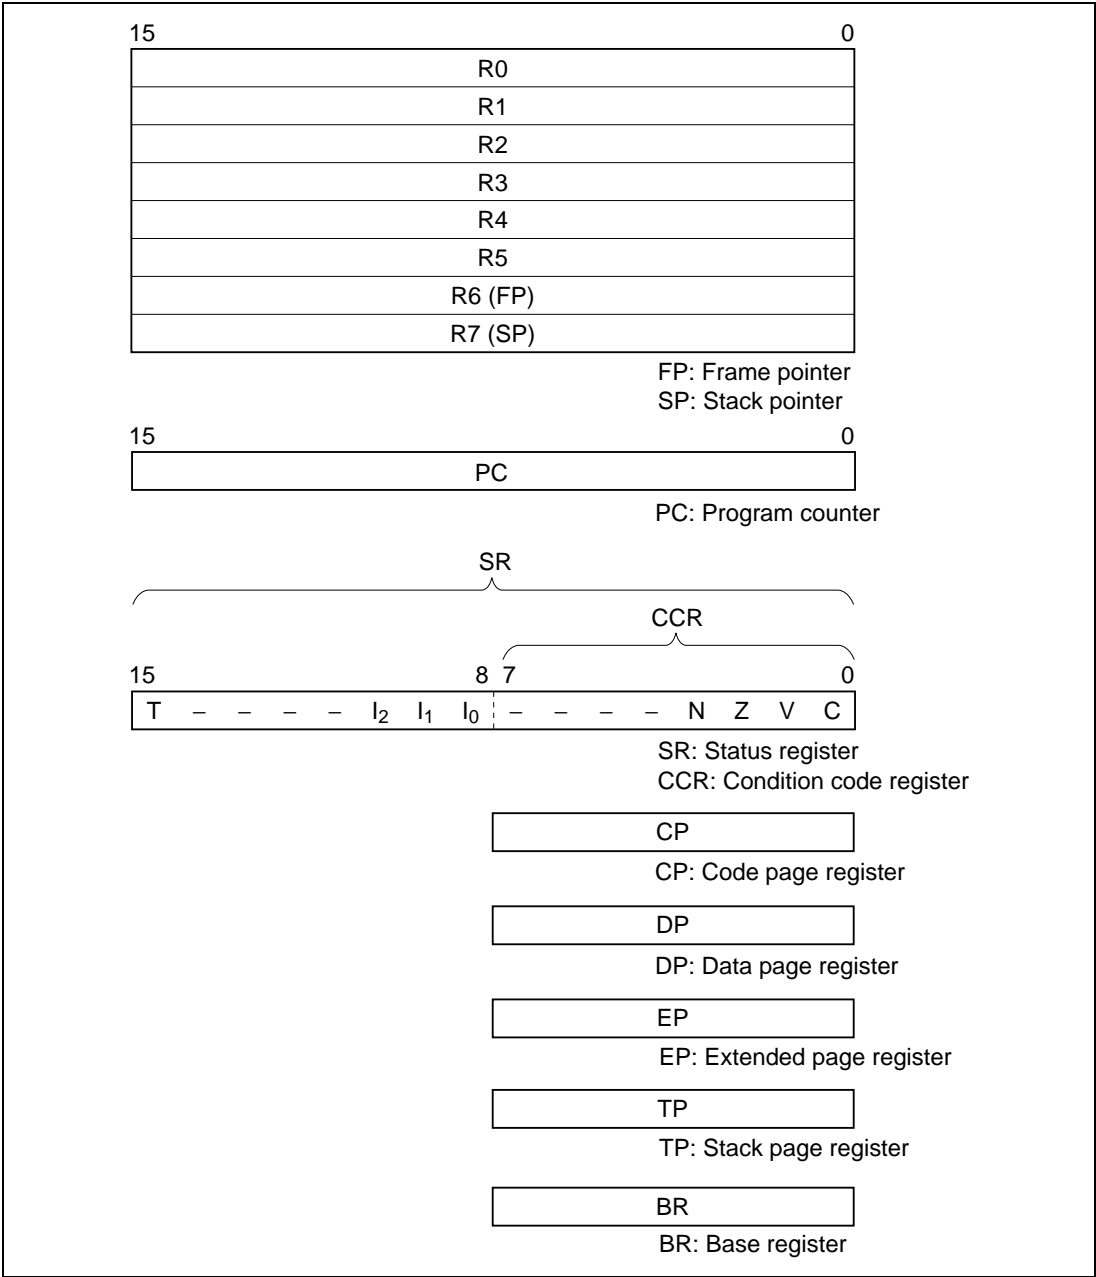 15 0
R0
R1
R2
R3
R4
R5
R6 (FP)
R7 (SP)
FP: Frame pointer
SP: Stack pointer
15 0
PC
PC: Program counter
SR
CCR
15 8 7 0
T – – – – I₂ I₁ I₀ – – – – N Z V C
SR: Status register
CCR: Condition code register
CP
CP: Code page register
DP
DP: Data page register
EP
EP: Extended page register
TP
TP: Stack page register
BR
BR: Base register